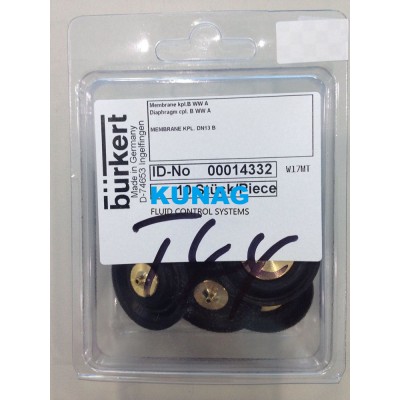 bürkert
Made in Germany
D-74653 Ingelfingen
Membrane kpl.B WW A
Diaphragm cpl. B WW A
MEMBRANE KPL. DN13 B
ID-No 00014332
W17MT
10 Stück/Piece
KUNAG
FLUID CONTROL SYSTEMS